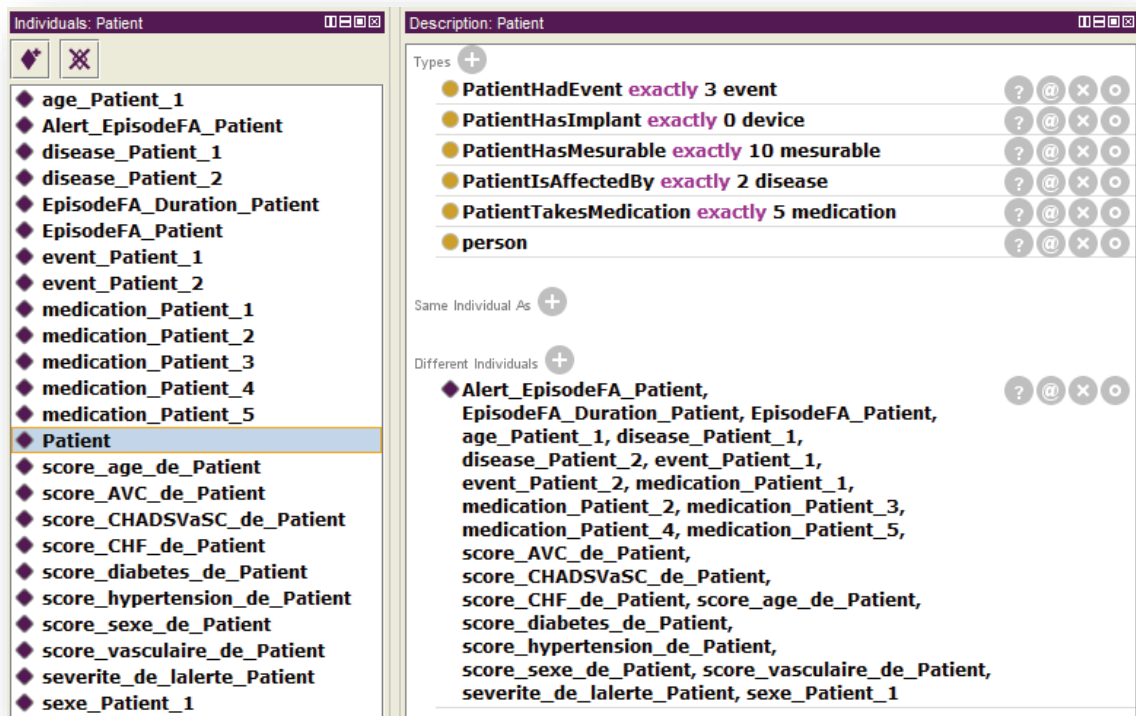 Individuals: Patient
age_Patient_1
Alert_EpisodeFA_Patient
disease_Patient_1
disease_Patient_2
EpisodeFA_Duration_Patient
EpisodeFA_Patient
event_Patient_1
event_Patient_2
medication_Patient_1
medication_Patient_2
medication_Patient_3
medication_Patient_4
medication_Patient_5
Patient
score_age_de_Patient
score_AVC_de_Patient
score_CHADSVaSC_de_Patient
score_CHF_de_Patient
score_diabetes_de_Patient
score_hypertension_de_Patient
score_sexe_de_Patient
score_vasculaire_de_Patient
severite_de_lalerte_Patient
sexe_Patient_1
Description: Patient
Types
PatientHadEvent exactly 3 event
PatientHasImplant exactly 0 device
PatientHasMesurable exactly 10 mesurable
PatientIsAffectedBy exactly 2 disease
PatientTakesMedication exactly 5 medication
person
Same Individual As
Different Individuals
Alert_EpisodeFA_Patient,
EpisodeFA_Duration_Patient, EpisodeFA_Patient,
age_Patient_1, disease_Patient_1,
disease_Patient_2, event_Patient_1,
event_Patient_2, medication_Patient_1,
medication_Patient_2, medication_Patient_3,
medication_Patient_4, medication_Patient_5,
score_AVC_de_Patient,
score_CHADSVaSC_de_Patient,
score_CHF_de_Patient, score_age_de_Patient,
score_diabetes_de_Patient,
score_hypertension_de_Patient,
score_sexe_de_Patient, score_vasculaire_de_Patient,
severite_de_lalerte_Patient, sexe_Patient_1